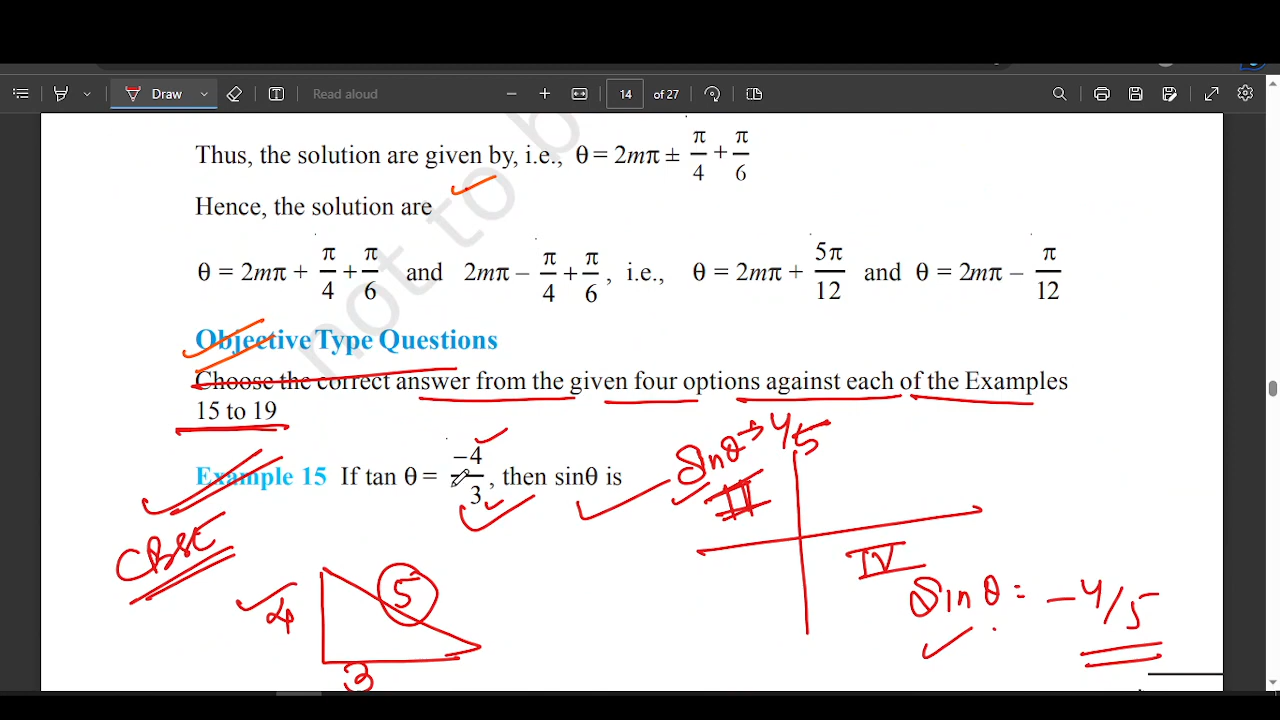 Draw
Read aloud
14 of 27
not to b
Thus, the solution are given by, i.e., θ = 2mπ ± π/4 + π/6
Hence, the solution are
θ = 2mπ + π/4 + π/6 and 2mπ – π/4 + π/6, i.e., θ = 2mπ + 5π/12 and θ = 2mπ – π/12
Objective Type Questions
Choose the correct answer from the given four options against each of the Examples
15 to 19
Example 15 If tan θ = –4/3, then sinθ is
Sinθ → 4/5
II
CBSE
IV
Sin θ = –4/5
4
5
3